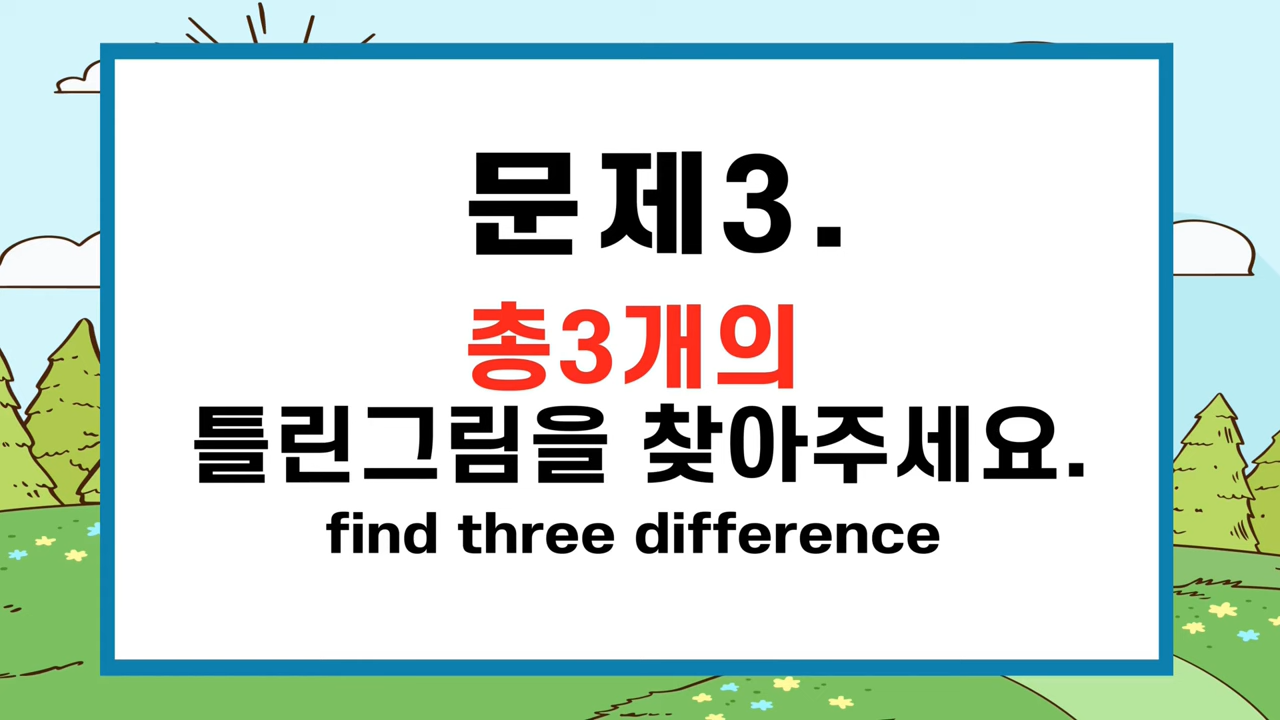 문제3.
총3개의
틀린그림을 찾아주세요.
find three difference